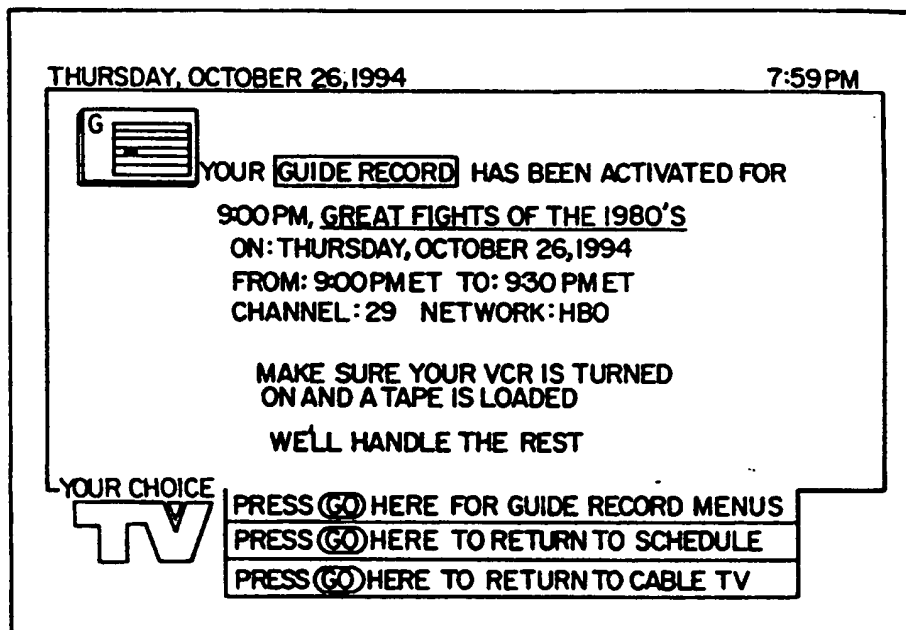 THURSDAY, OCTOBER 26, 1994 7:59 PM
G
YOUR GUIDE RECORD HAS BEEN ACTIVATED FOR
9:00 PM, GREAT FIGHTS OF THE 1980'S
ON: THURSDAY, OCTOBER 26, 1994
FROM: 9:00 PM ET TO: 9:30 PM ET
CHANNEL: 29 NETWORK: HBO
MAKE SURE YOUR VCR IS TURNED
ON AND A TAPE IS LOADED
WE'LL HANDLE THE REST
YOUR CHOICE
TV
PRESS GO HERE FOR GUIDE RECORD MENUS
PRESS GO HERE TO RETURN TO SCHEDULE
PRESS GO HERE TO RETURN TO CABLE TV